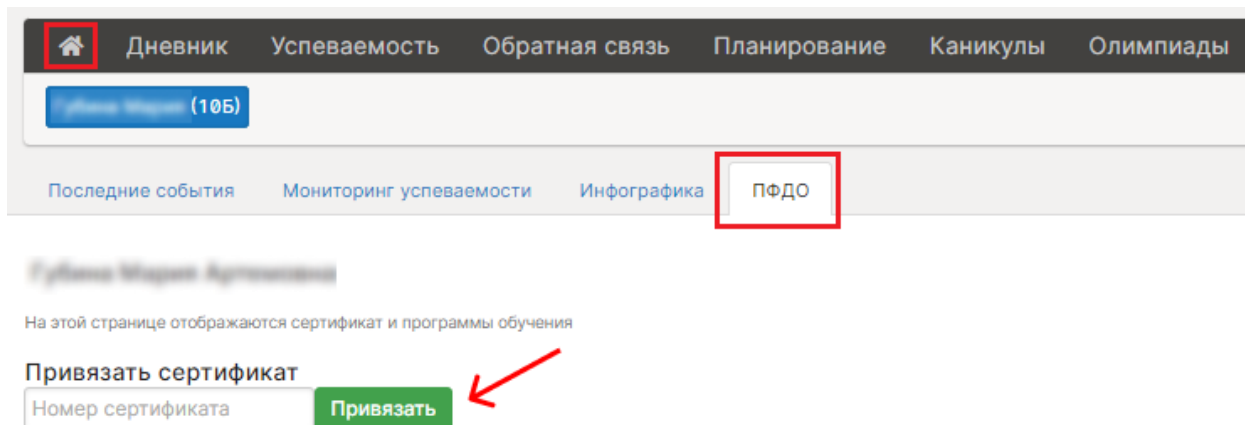 Дневник Успеваемость Обратная связь Планирование Каникулы Олимпиады
(10Б)
Последние события Мониторинг успеваемости Инфографика ПФДО
На этой странице отображаются сертификат и программы обучения
Привязать сертификат
Номер сертификата Привязать